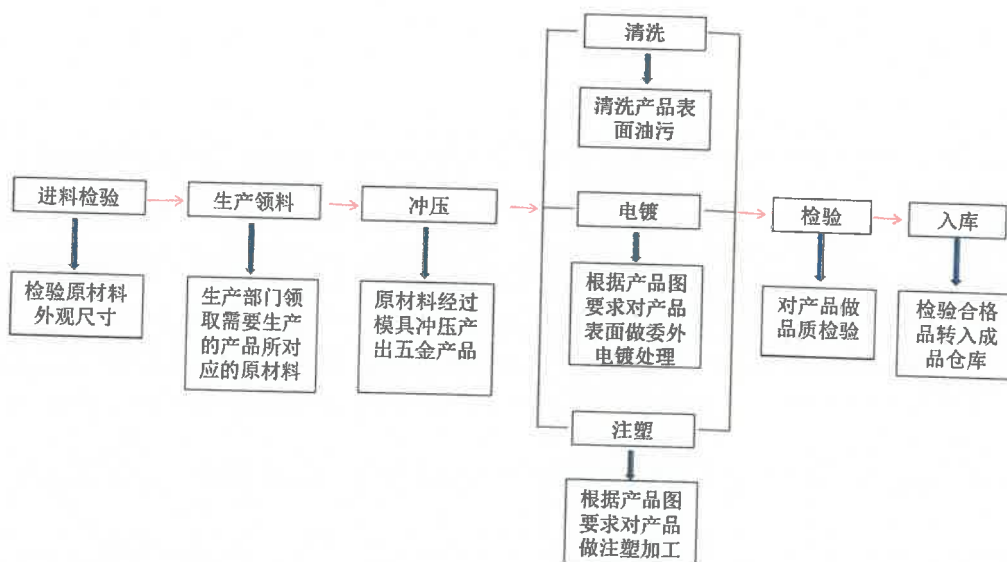 清洗
清洗产品表
面油污
进料检验
生产领料
冲压
电镀
检验
入库
检验原材料
外观尺寸
生产部门领
取需要生产
的产品所对
应的原材料
原材料经过
模具冲压产
出五金产品
根据产品图
要求对产品
表面做委外
电镀处理
对产品做
品质检验
检验合格
品转入成
品仓库
注塑
根据产品图
要求对产品
做注塑加工